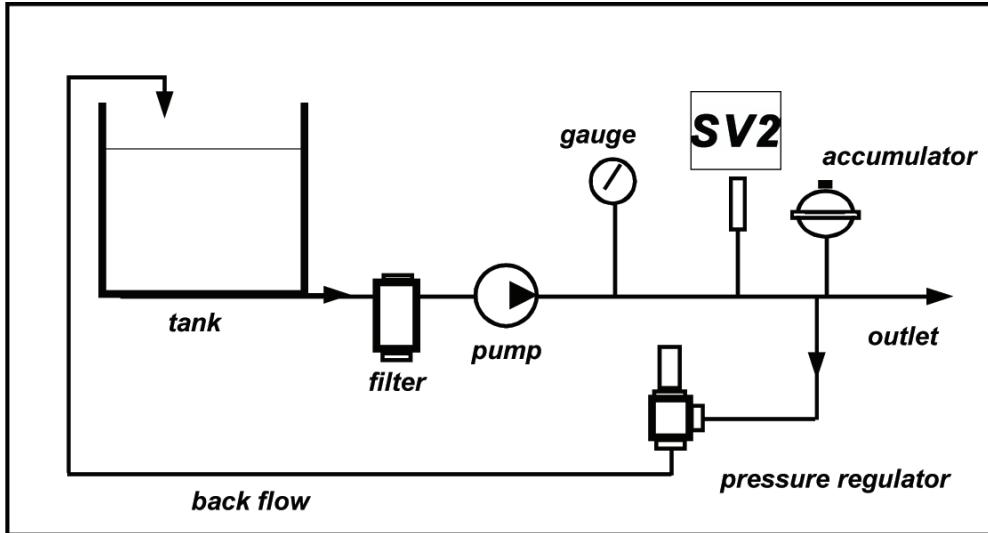 gauge
SV2
accumulator
tank
filter
pump
outlet
back flow
pressure regulator